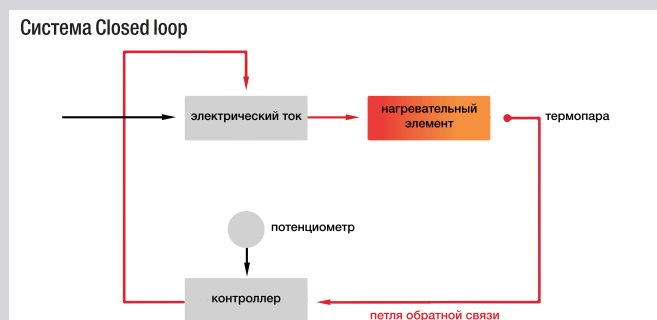 Система Closed loop
электрический ток
нагревательный
элемент
термопара
потенциометр
контроллер
петля обратной связи